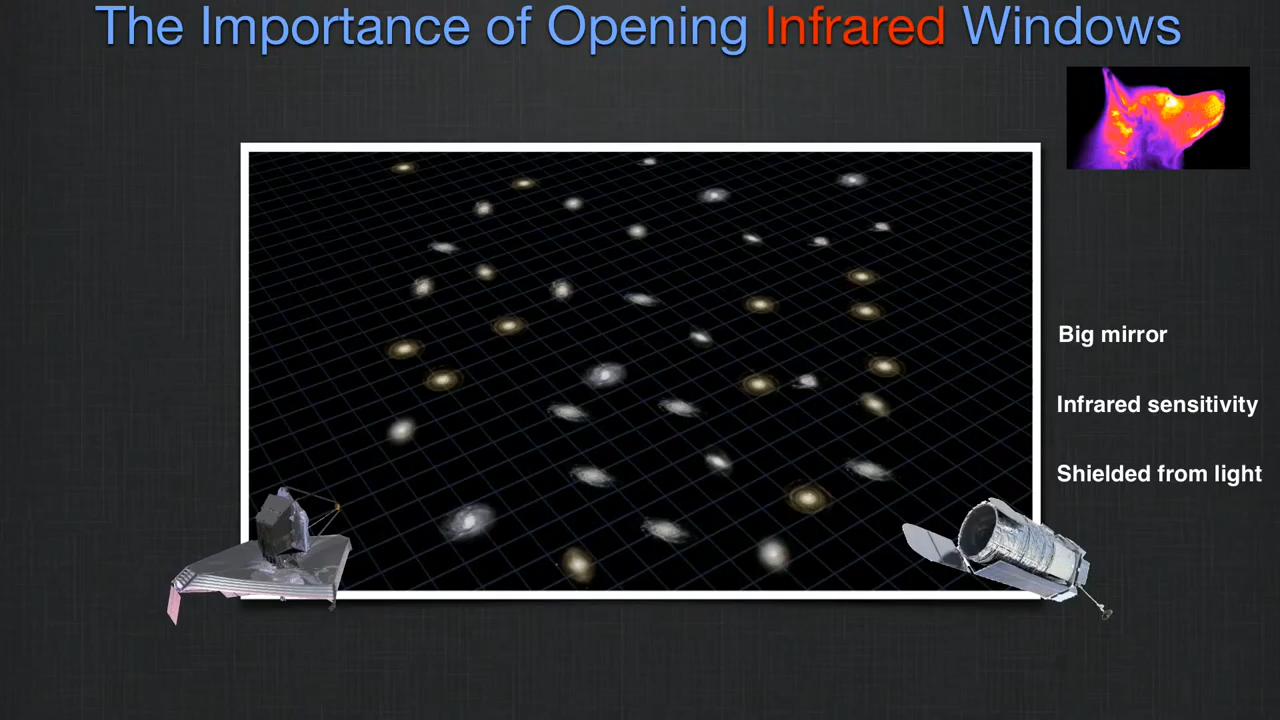 The Importance of Opening Infrared Windows
Big mirror
Infrared sensitivity
Shielded from light